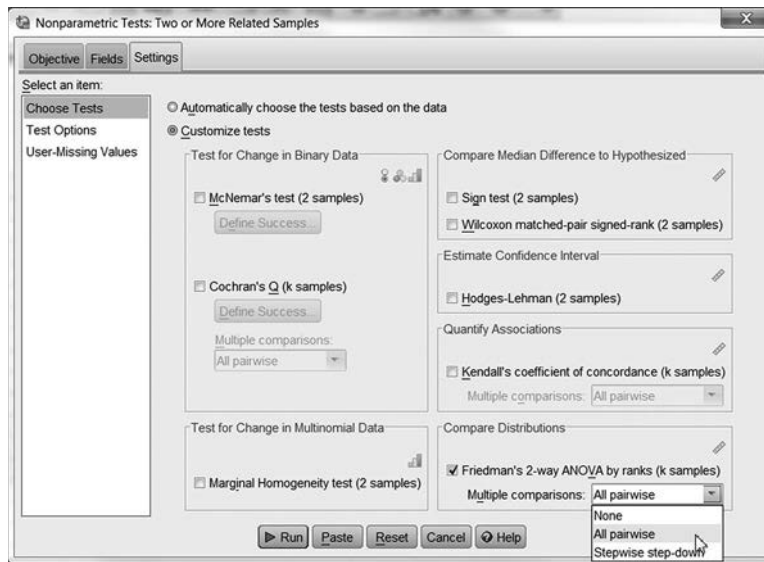 Nonparametric Tests: Two or More Related Samples
Objective Fields Settings
Select an item:
Choose Tests
Test Options
User-Missing Values
Automatically choose the tests based on the data
Customize tests
Test for Change in Binary Data
McNemar's test (2 samples)
Define Success...
Cochran's Q (k samples)
Define Success...
Multiple comparisons:
All pairwise
Test for Change in Multinomial Data
Marginal Homogeneity test (2 samples)
Compare Median Difference to Hypothesized
Sign test (2 samples)
Wilcoxon matched-pair signed-rank (2 samples)
Estimate Confidence Interval
Hodges-Lehman (2 samples)
Quantify Associations
Kendall's coefficient of concordance (k samples)
Multiple comparisons: All pairwise
Compare Distributions
Friedman's 2-way ANOVA by ranks (k samples)
Multiple comparisons: All pairwise
None
All pairwise
Stepwise step-down
Run Paste Reset Cancel Help